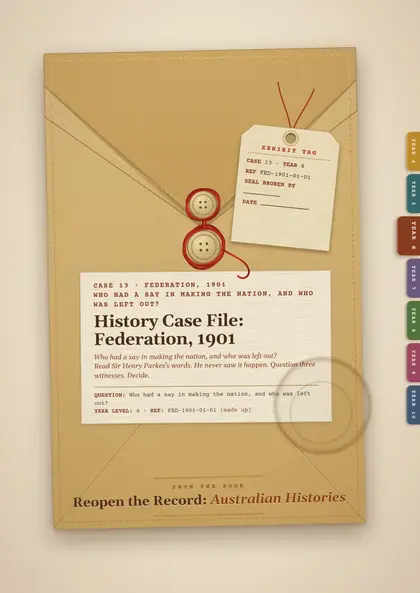 EXHIBIT TAG
CASE 13 · YEAR 6
REF FED-1901-01-01
SEAL BROKEN BY
DATE
CASE 13 · FEDERATION, 1901
WHO HAD A SAY IN MAKING THE NATION, AND WHO
WAS LEFT OUT?
History Case File:
Federation, 1901
Who had a say in making the nation, and who was left out?
Read Sir Henry Parkes's words. He never saw it happen. Question three
witnesses. Decide.
QUESTION: Who had a say in making the nation, and who was left
out?
YEAR LEVEL: 6 · REF: FED-1901-01-01 (made up)
FROM THE BOOK
Reopen the Record: Australian Histories
YEAR 4
YEAR 5
YEAR 6
YEAR 7
YEAR 8
YEAR 9
YEAR 10